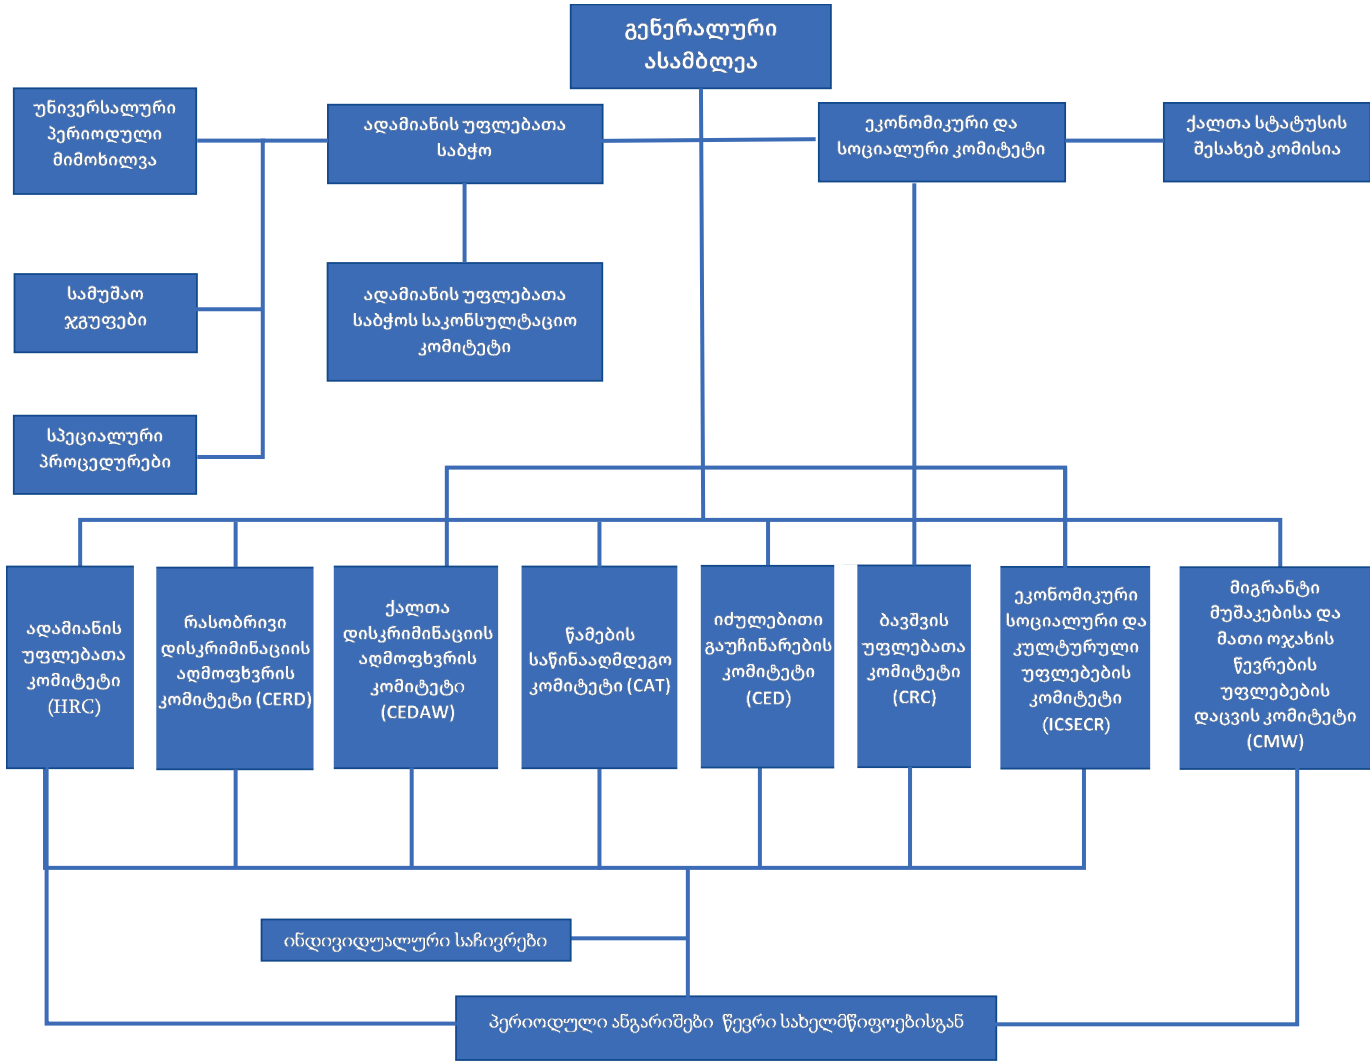 გენერალური
ასამბლეა
უნივერსალური
პერიოდული
მიმოხილვა
ადამიანის უფლებათა
საბჭო
ეკონომიკური და
სოციალური კომიტეტი
ქალთა სტატუსის
შესახებ კომისია
სამუშაო
ჯგუფები
ადამიანის უფლებათა
საბჭოს საკონსულტაციო
კომიტეტი
სპეციალური
პროცედურები
ადამიანის
უფლებათა
კომიტეტი
(HRC)
რასობრივი
დისკრიმინაციის
აღმოფხვრის
კომიტეტი (CERD)
ქალთა
დისკრიმინაციის
აღმოფხვრის
კომიტეტი
(CEDAW)
წამების
საწინააღმდეგო
კომიტეტი (CAT)
იძულებითი
გაუჩინარების
კომიტეტი
(CED)
ბავშვის
უფლებათა
კომიტეტი
(CRC)
ეკონომიკური
სოციალური და
კულტურული
უფლებების
კომიტეტი
(ICSECR)
მიგრანტი
მუშაკებისა და
მათი ოჯახის
წევრების
უფლებების
დაცვის კომიტეტი
(CMW)
ინდივიდუალური საჩივრები
პერიოდული ანგარიშები წევრი სახელმწიფოებისგან